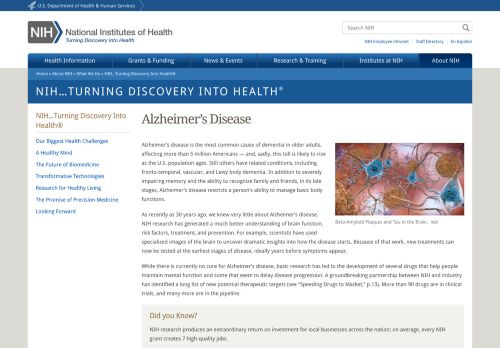 U.S. Department of Health & Human Services
NIH
National Institutes of Health
Turning Discovery Into Health
Search NIH
NIH Employee Intranet
Staff Directory
En Español
Health Information
Grants & Funding
News & Events
Research & Training
Institutes at NIH
About NIH
Home » About NIH » What We Do » NIH…Turning Discovery Into Health®
NIH…TURNING DISCOVERY INTO HEALTH®
NIH…Turning Discovery Into
Health®
Our Biggest Health Challenges
A Healthy Mind
The Future of Biomedicine
Transformative Technologies
Research for Healthy Living
The Promise of Precision Medicine
Looking Forward
Alzheimer's Disease
Alzheimer's disease is the most common cause of dementia in older adults,
affecting more than 5 million Americans — and, sadly, this toll is likely to rise
as the U.S. population ages. Still others have related conditions, including
fronto-temporal, vascular, and Lewy body dementia. In addition to severely
impairing memory and the ability to recognize family and friends, in its late
stages, Alzheimer's disease restricts a person's ability to manage basic body
functions.
Beta-Amyloid Plaques and Tau in the Brain. NIA
As recently as 30 years ago, we knew very little about Alzheimer's disease.
NIH research has generated a much better understanding of brain function,
risk factors, treatment, and prevention. For example, scientists have used
specialized images of the brain to uncover dramatic insights into how the disease starts. Because of that work, new treatments can
now be tested at the earliest stages of disease, ideally years before symptoms appear.
While there is currently no cure for Alzheimer's disease, basic research has led to the development of several drugs that help people
maintain mental function and some that seem to delay disease progression. A groundbreaking partnership between NIH and industry
has identified a long list of new potential therapeutic targets (see "Speeding Drugs to Market," p.13). More than 90 drugs are in clinical
trials, and many more are in the pipeline.
Did you Know?
NIH research produces an extraordinary return on investment for local businesses across the nation; on average, every NIH
grant creates 7 high-quality jobs.